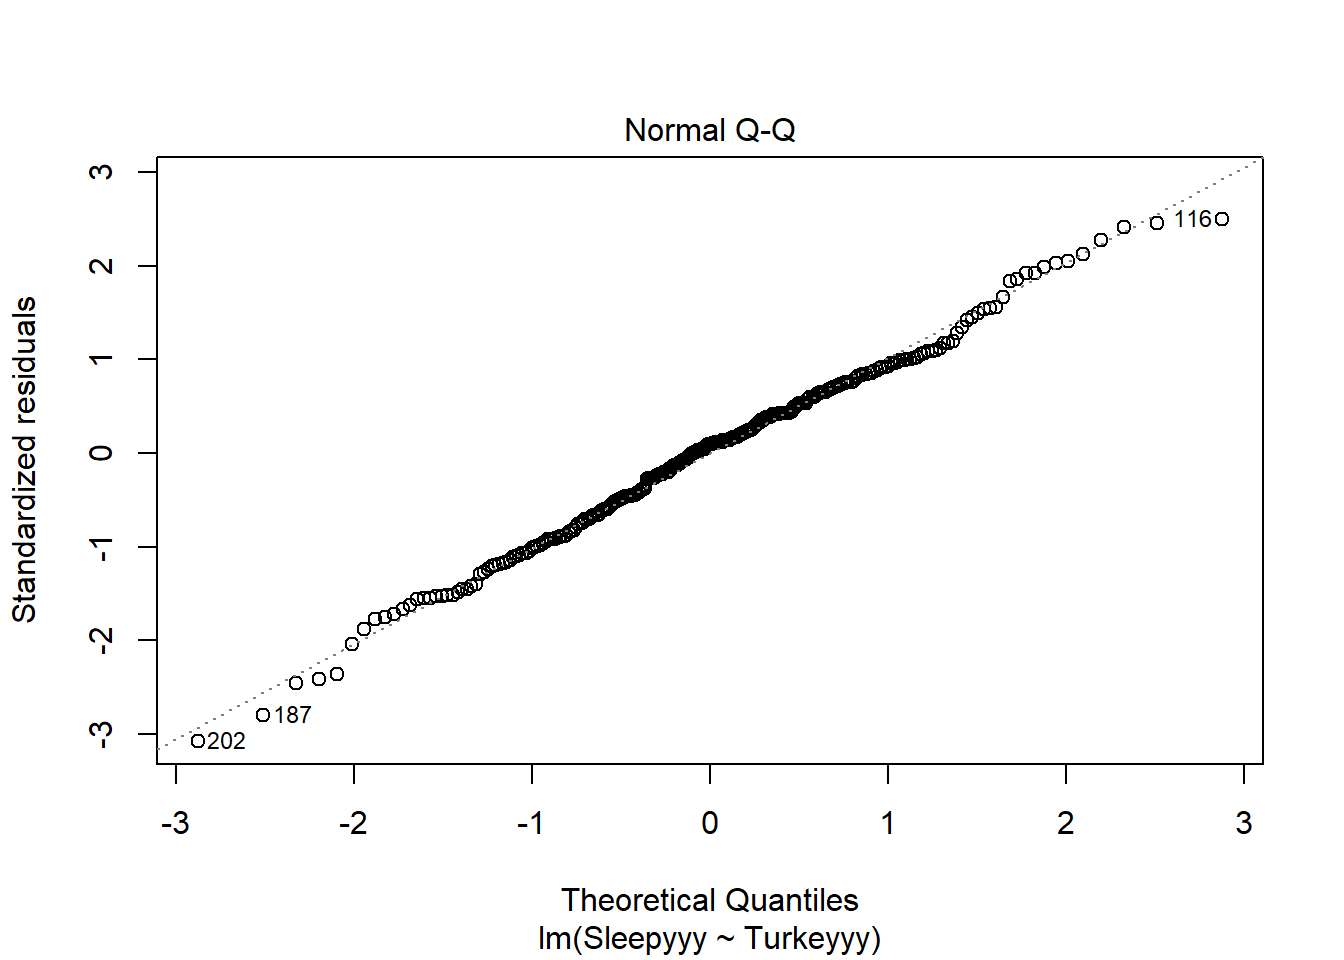 Normal Q-Q
Standardized residuals
3
2
1
0
-1
-2
-3
116
187
202
-3 -2 -1 0 1 2 3
Theoretical Quantiles
lm(Sleepyyy ~ Turkeyyy)